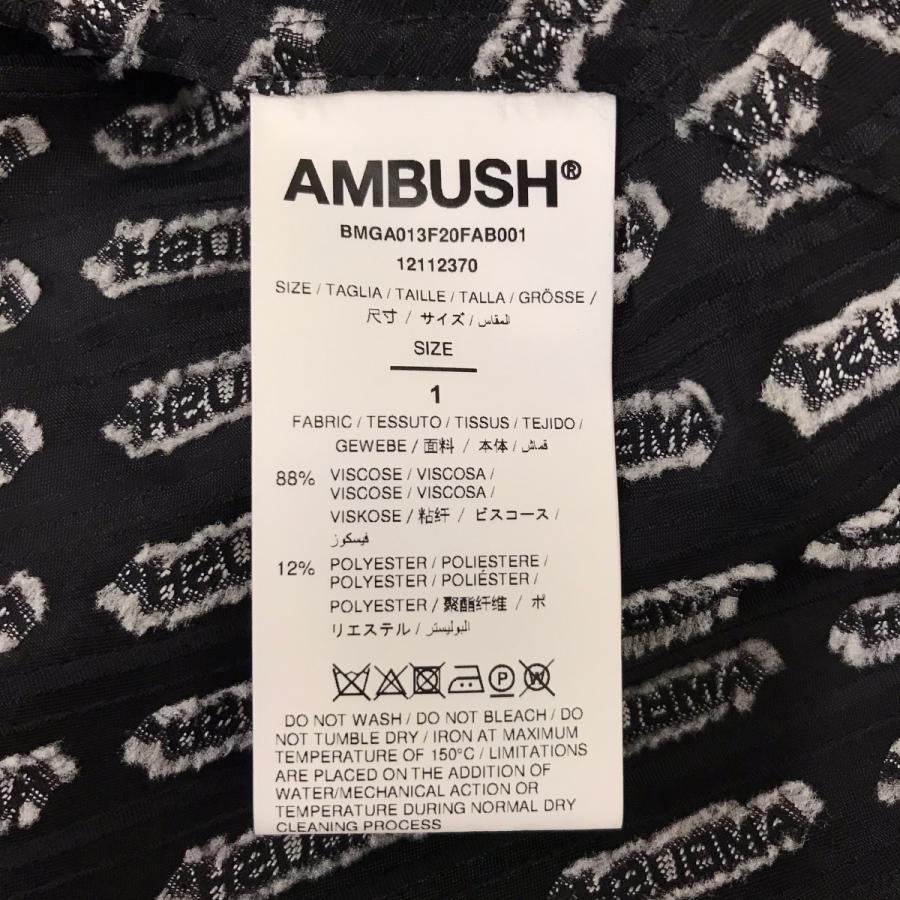 AMBUSH®
BMGA013F20FAB001
12112370
SIZE / TAGLIA / TAILLE / TALLA / GRÖSSE /
尺寸 / サイズ / المقاس
SIZE
1
FABRIC / TESSUTO / TISSUS / TEJIDO /
GEWEBE / 面料 / 本体 / قماش
88% VISCOSE / VISCOSA /
VISCOSE / VISCOSA /
VISKOSE / 粘纤 / ビスコース /
فيسكوز
12% POLYESTER / POLIESTERE /
POLYESTER / POLIÉSTER /
POLYESTER / 聚酯纤维 / ポ
リエステル / البوليستر
P W
DO NOT WASH / DO NOT BLEACH / DO
NOT TUMBLE DRY / IRON AT MAXIMUM
TEMPERATURE OF 150°C / LIMITATIONS
ARE PLACED ON THE ADDITION OF
WATER/MECHANICAL ACTION OR
TEMPERATURE DURING NORMAL DRY
CLEANING PROCESS